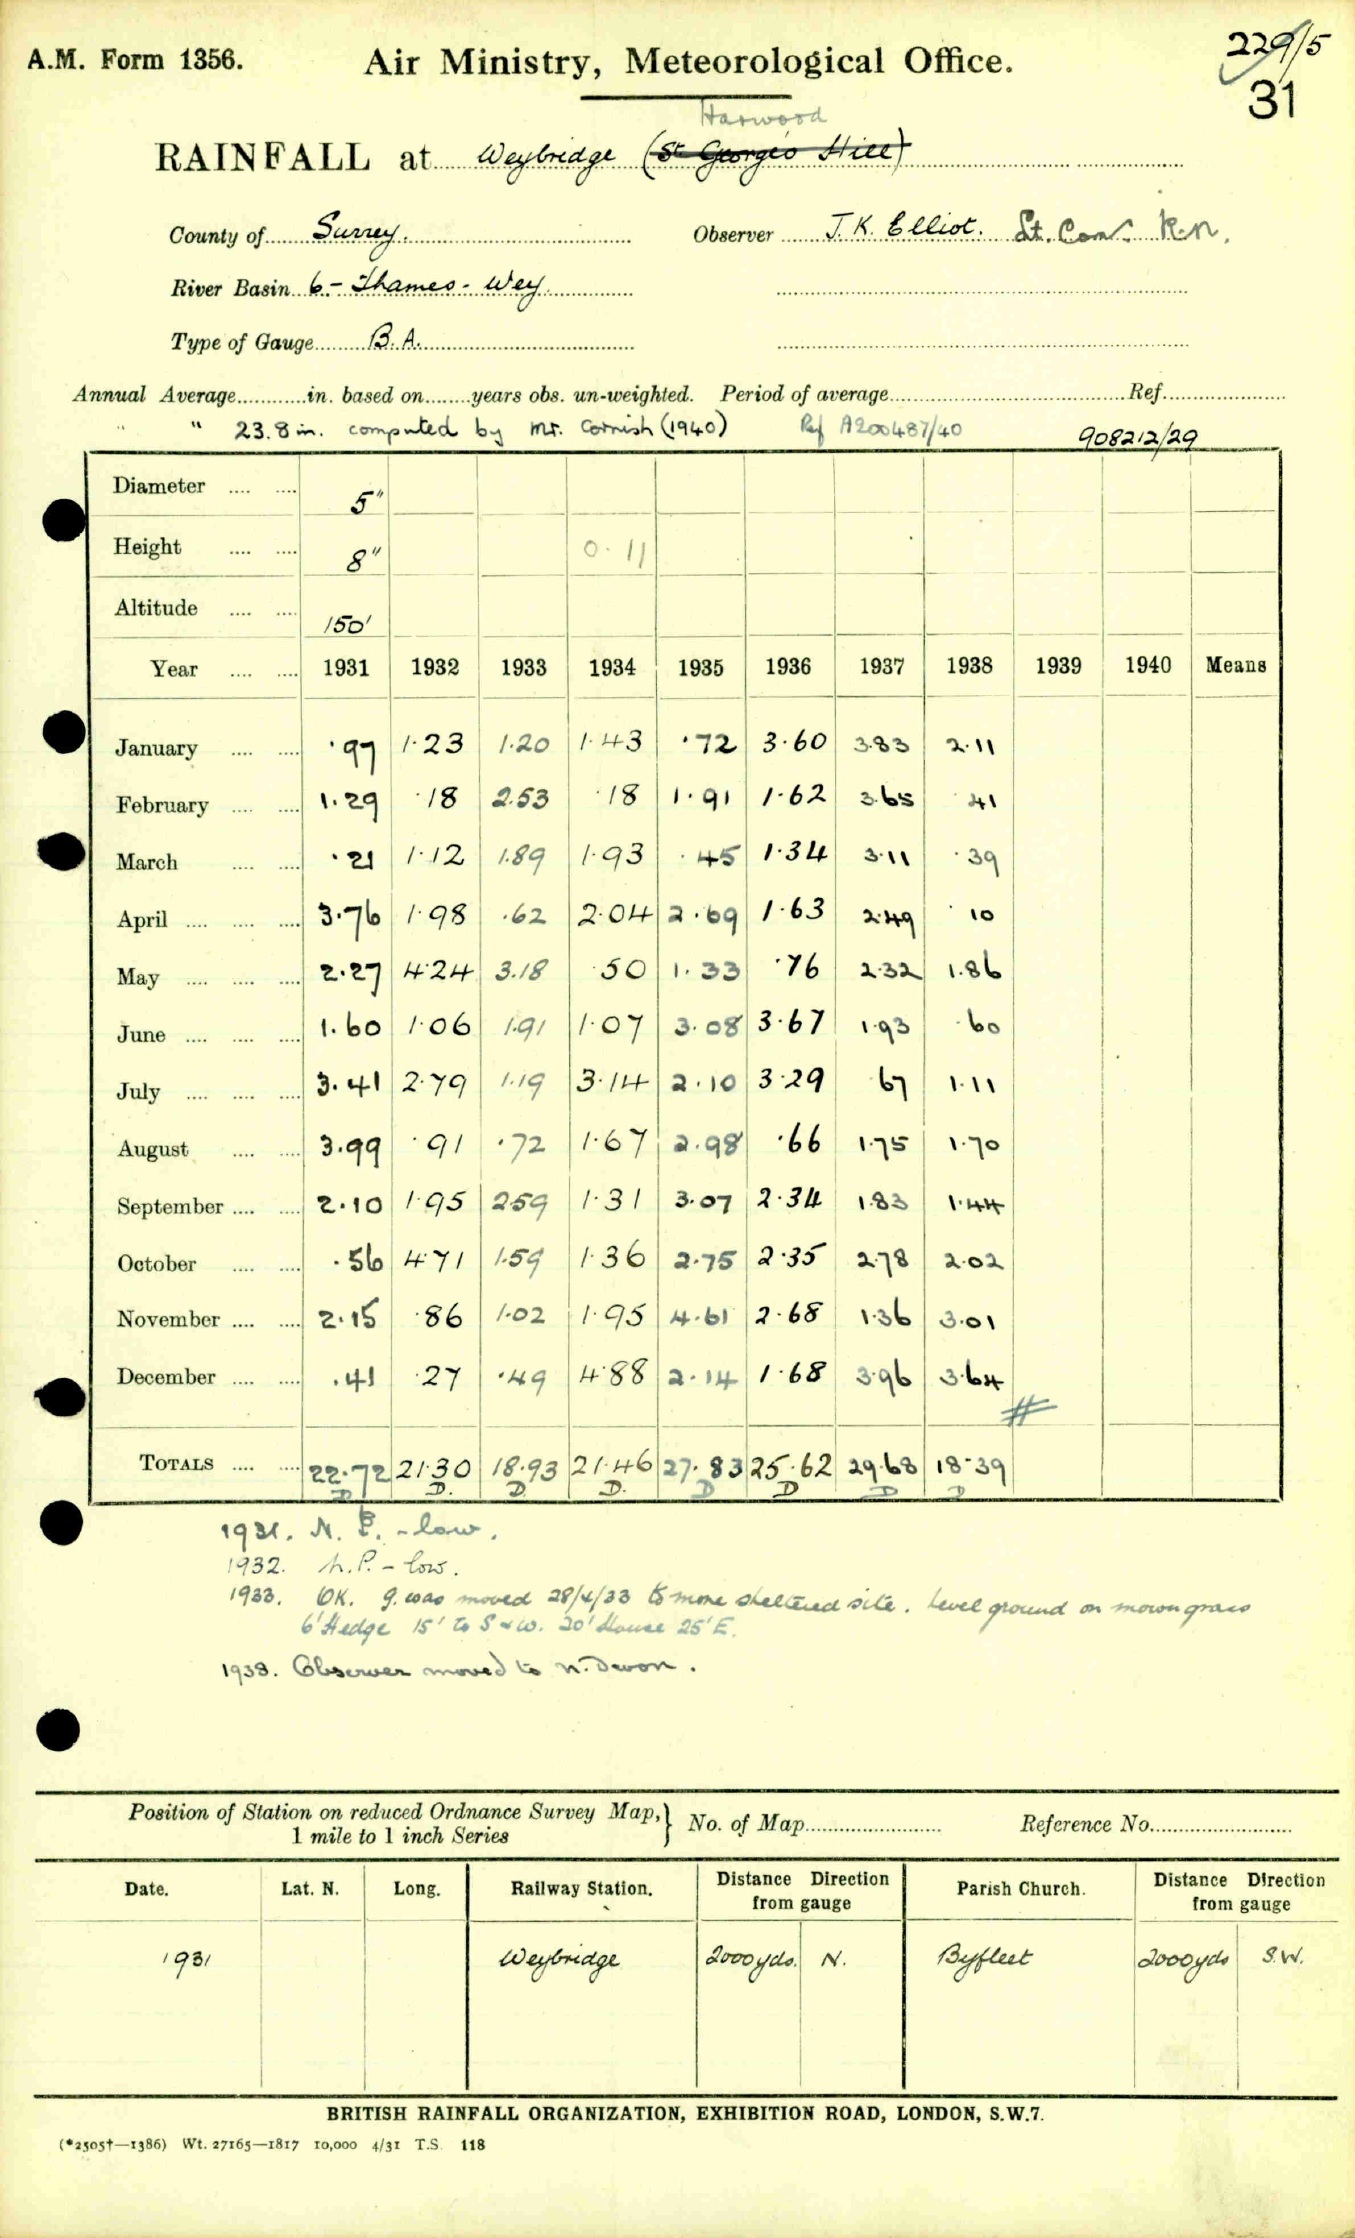 A.M. Form 1356.
Air Ministry, Meteorological Office.
229/5
31
Harwood
RAINFALL at Weybridge (St George's Hill)
County of Surrey. Observer J.K. Elliot. Lt. Com. R.N.
River Basin 6 - Thames - Wey
Type of Gauge B.A.
Annual Average in. based on years obs. un-weighted. Period of average Ref.
" " 23.8 in. computed by Mr. Cornish (1940) Ref A200487/40 908212/29
Diameter 5"
Height 8" 0.11
Altitude 150'
Year 1931 1932 1933 1934 1935 1936 1937 1938 1939 1940 Means
January ·97 1·23 1·20 1·43 ·72 3·60 3·83 2·11
February 1·29 ·18 2·53 ·18 1·91 1·62 3·65 ·41
March ·21 1·12 1·89 1·93 ·45 1·34 3·11 ·39
April 3·76 1·98 ·62 2·04 2·69 1·63 2·49 ·10
May 2·27 4·24 3·18 ·50 1·33 ·76 2·32 1·86
June 1·60 1·06 1·91 1·07 3·08 3·67 1·93 ·60
July 3·41 2·79 1·19 3·14 2·10 3·29 ·67 1·11
August 3·99 ·91 ·72 1·67 2·98 ·66 1·75 1·70
September 2·10 1·95 2·59 1·31 3·07 2·34 1·83 1·44
October ·56 4·71 1·59 1·36 2·75 2·35 2·78 2·02
November 2·15 ·86 1·02 1·95 4·61 2·68 1·36 3·01
December ·41 ·27 ·49 4·88 2·14 1·68 3·96 3·64
#
TOTALS 22·72 21·30 18·93 21·46 27·83 25·62 29·68 18·39
D D. D D. D D D D
1931. N. P. - low.
1932. N.P. - low.
1933. OK. g. was moved 28/4/33 to more sheltered site. Level ground on mown grass
6' Hedge 15' to S & W. 20' House 25' E.
1938. Observer moved to N. Devon.
Position of Station on reduced Ordnance Survey Map,} No. of Map Reference No.
1 mile to 1 inch Series
Date. Lat. N. Long. Railway Station. Distance Direction from gauge Parish Church. Distance Direction from gauge
1931 Weybridge 2000 yds. N. Byfleet 2000 yds S.W.
BRITISH RAINFALL ORGANIZATION, EXHIBITION ROAD, LONDON, S.W.7.
(*2505†—1386) Wt. 27165—1817 10,000 4/31 T.S. 118